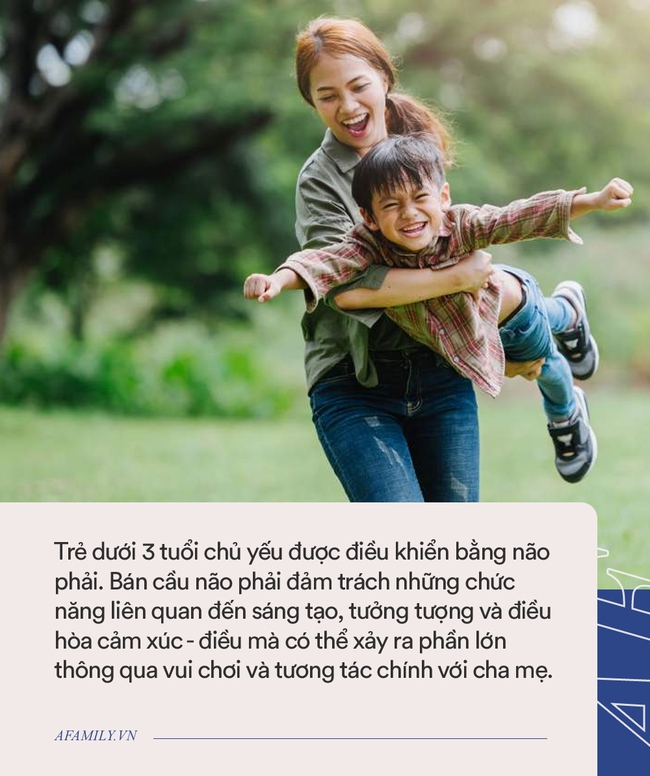 Trẻ dưới 3 tuổi chủ yếu được điều khiển bằng não
phải. Bán cầu não phải đảm trách những chức
năng liên quan đến sáng tạo, tưởng tượng và điều
hòa cảm xúc - điều mà có thể xảy ra phần lớn
thông qua vui chơi và tương tác chính với cha mẹ.
AFAMILY.VN